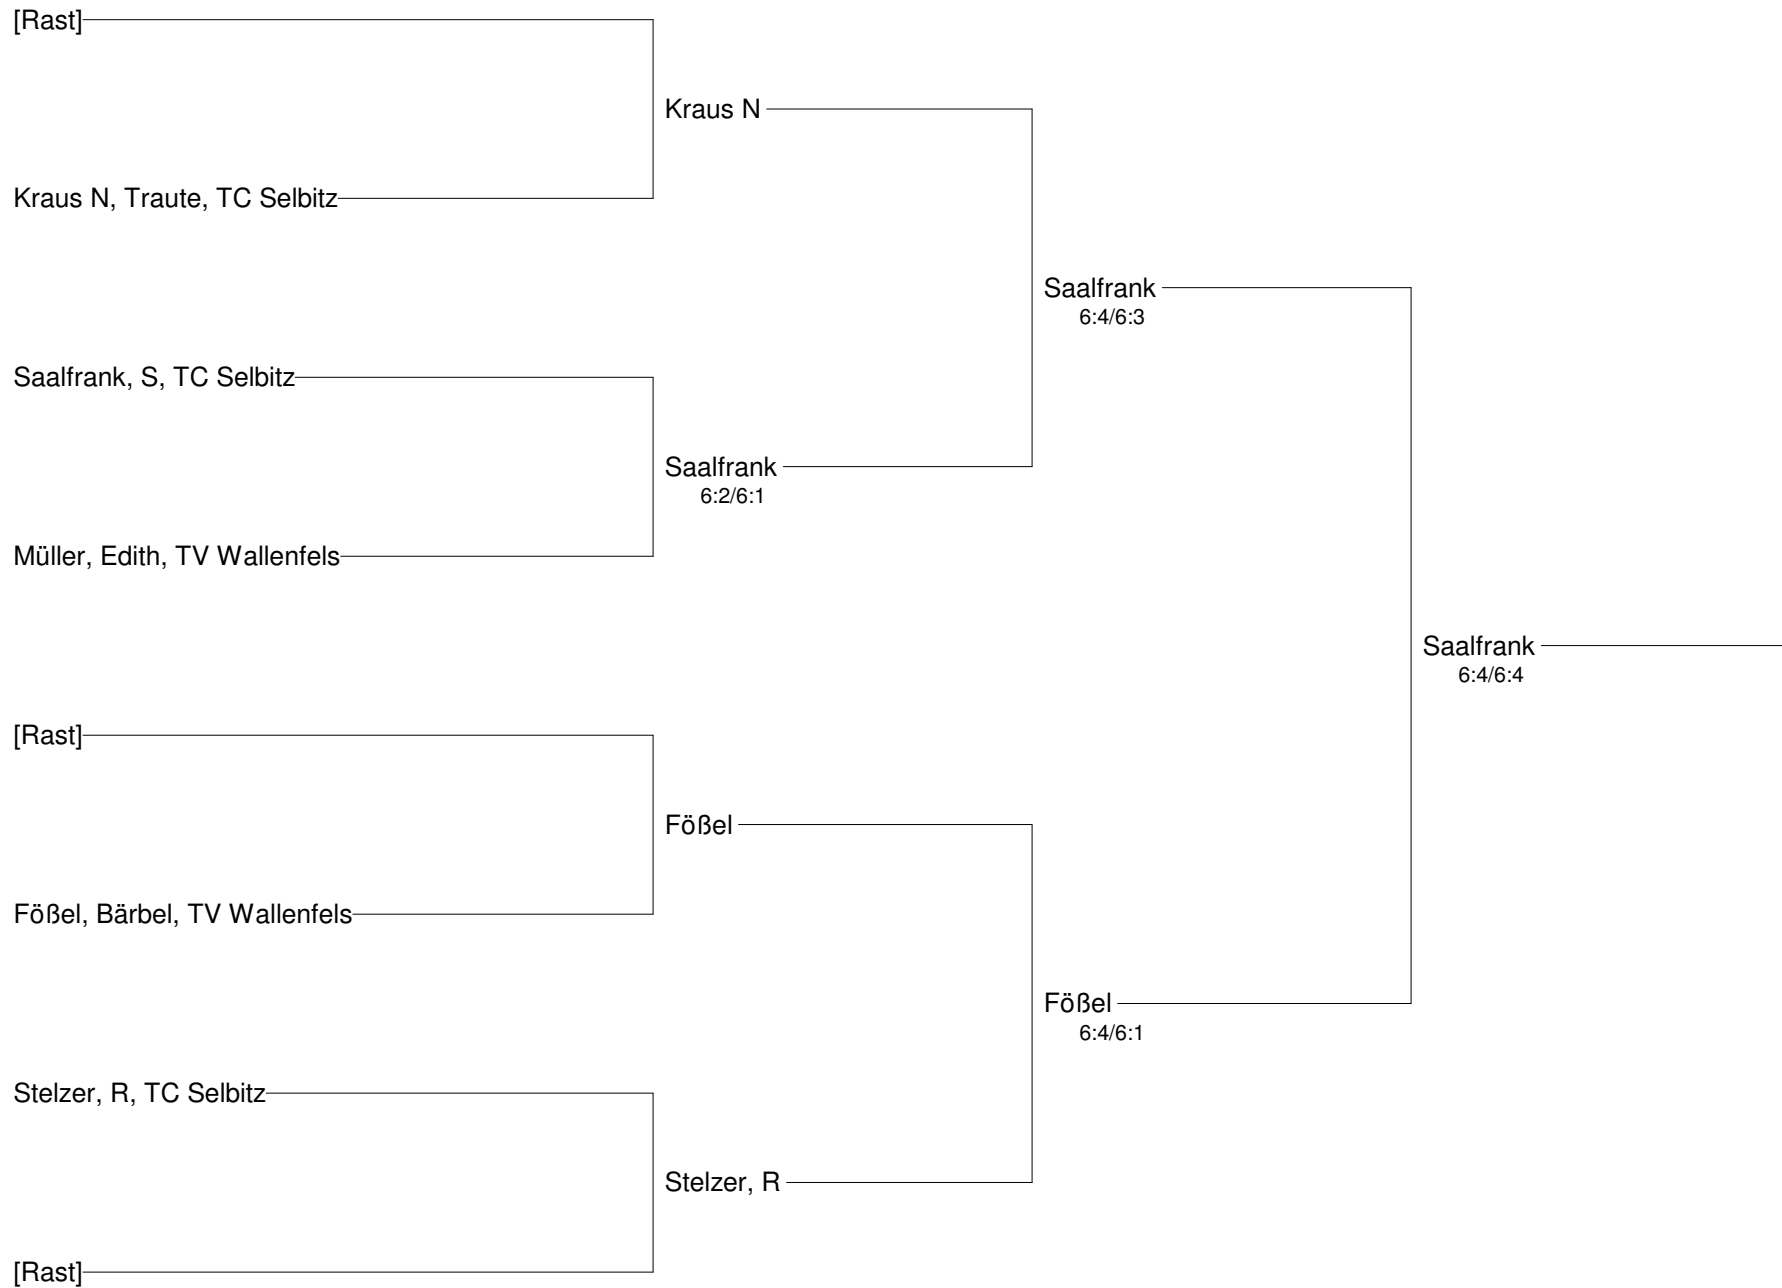 [Rast]
Kraus N
Kraus N, Traute, TC Selbitz
Saalfrank
6:4/6:3
Saalfrank, S, TC Selbitz
Saalfrank
6:2/6:1
Müller, Edith, TV Wallenfels
Saalfrank
6:4/6:4
[Rast]
Fößel
Fößel, Bärbel, TV Wallenfels
Fößel
6:4/6:1
Stelzer, R, TC Selbitz
Stelzer, R
[Rast]